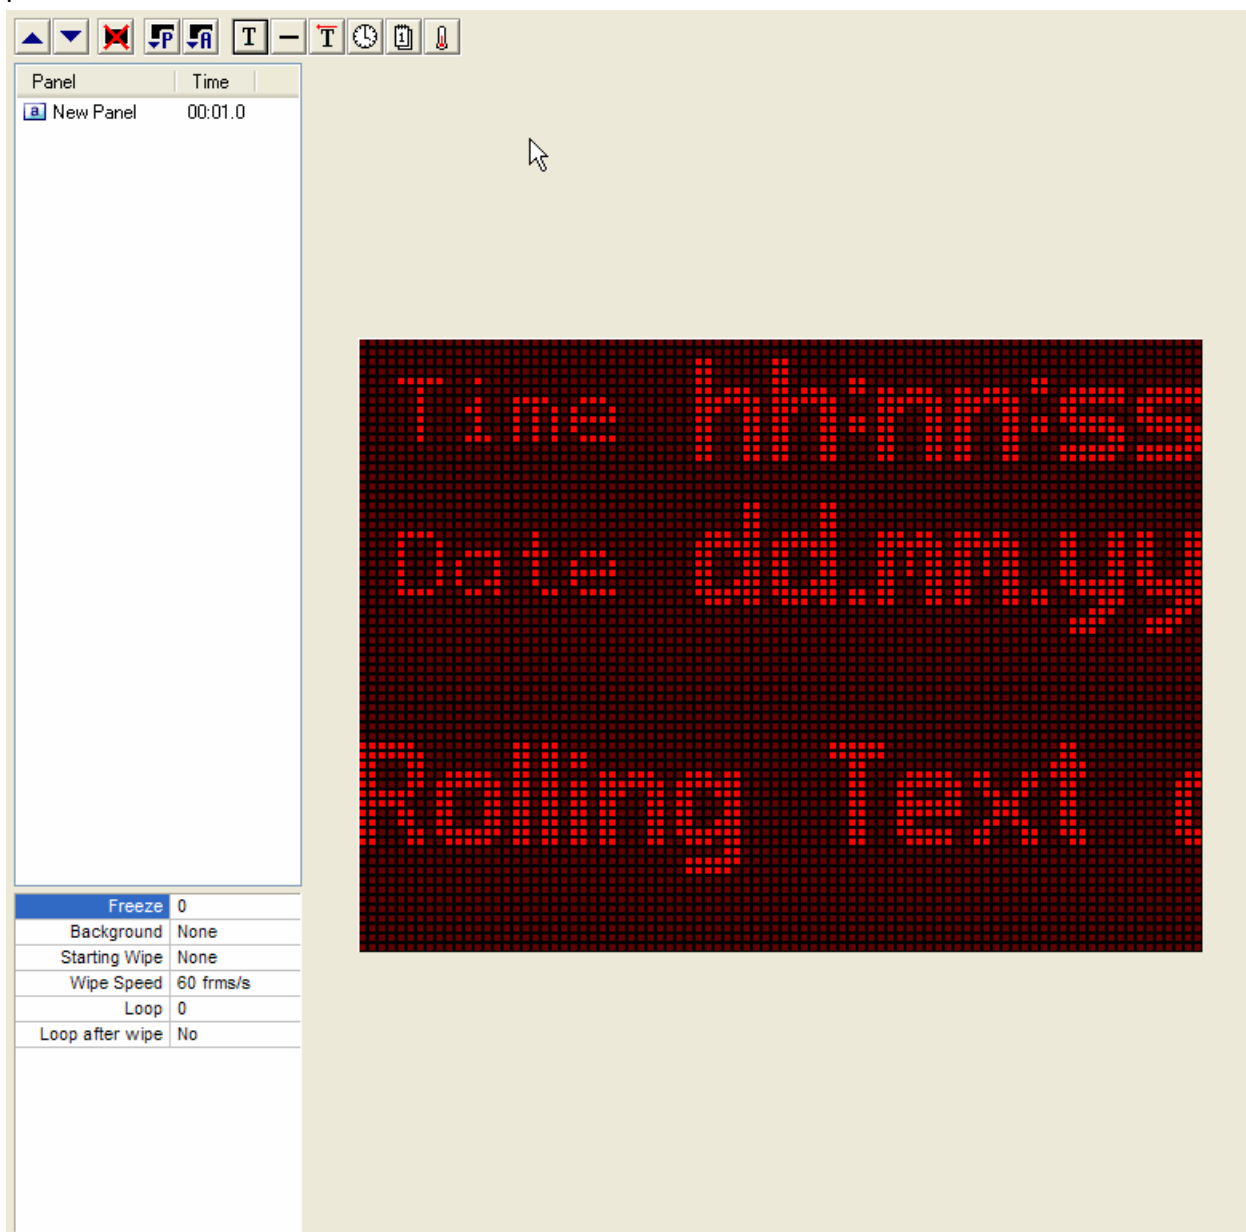 T T
Panel Time
New Panel 00:01.0
Time hh:nn:ss
Date dd.mm.yy
Rolling Text
Freeze 0
Background None
Starting Wipe None
Wipe Speed 60 frms/s
Loop 0
Loop after wipe No